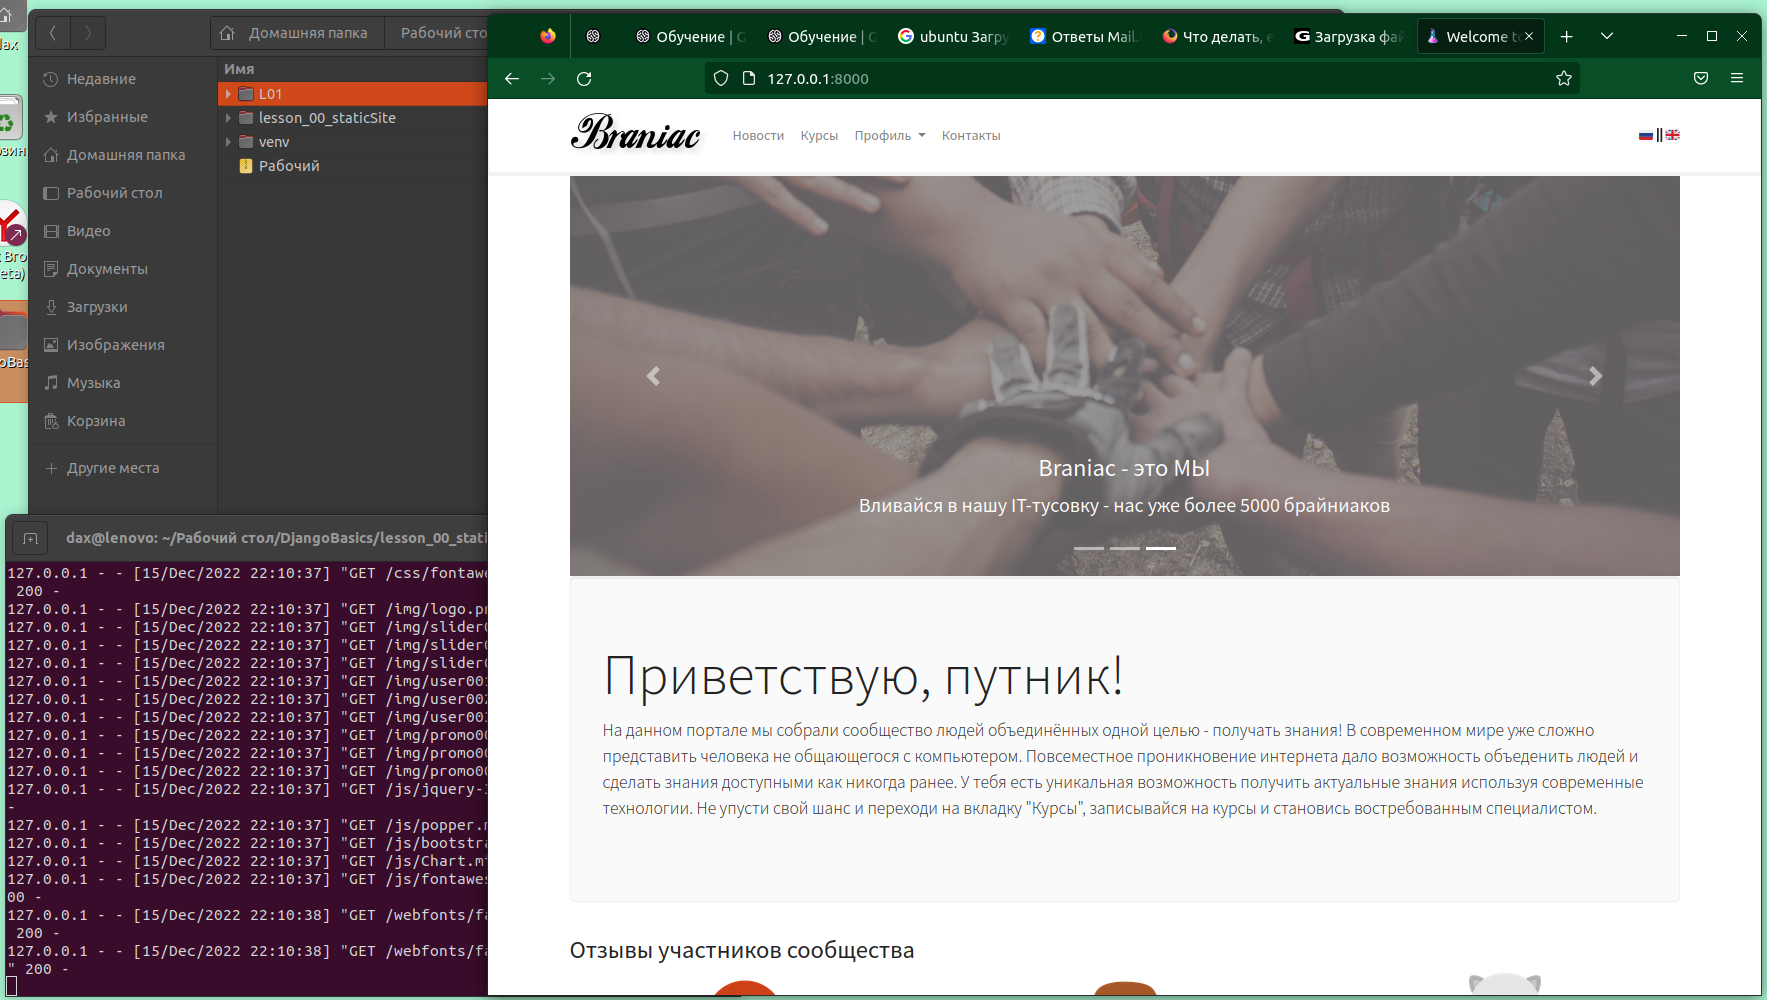 Домашняя папка
Рабочий сто
Недавние
Избранные
Домашняя папка
Рабочий стол
Видео
Документы
Загрузки
Изображения
Музыка
Корзина
Другие места
Имя
L01
lesson_00_staticSite
venv
Рабочий
dax@lenovo: ~/Рабочий стол/DjangoBasics/lesson_00_stati
127.0.0.1 - - [15/Dec/2022 22:10:37] "GET /css/fontawe
200 -
127.0.0.1 - - [15/Dec/2022 22:10:37] "GET /img/logo.pn
127.0.0.1 - - [15/Dec/2022 22:10:37] "GET /img/slider0
127.0.0.1 - - [15/Dec/2022 22:10:37] "GET /img/slider0
127.0.0.1 - - [15/Dec/2022 22:10:37] "GET /img/slider0
127.0.0.1 - - [15/Dec/2022 22:10:37] "GET /img/user001
127.0.0.1 - - [15/Dec/2022 22:10:37] "GET /img/user002
127.0.0.1 - - [15/Dec/2022 22:10:37] "GET /img/user003
127.0.0.1 - - [15/Dec/2022 22:10:37] "GET /img/promo00
127.0.0.1 - - [15/Dec/2022 22:10:37] "GET /img/promo00
127.0.0.1 - - [15/Dec/2022 22:10:37] "GET /img/promo00
127.0.0.1 - - [15/Dec/2022 22:10:37] "GET /js/jquery-3
-
127.0.0.1 - - [15/Dec/2022 22:10:37] "GET /js/popper.m
127.0.0.1 - - [15/Dec/2022 22:10:37] "GET /js/bootstra
127.0.0.1 - - [15/Dec/2022 22:10:37] "GET /js/Chart.m
127.0.0.1 - - [15/Dec/2022 22:10:37] "GET /js/fontawes
00 -
127.0.0.1 - - [15/Dec/2022 22:10:38] "GET /webfonts/fa
200 -
127.0.0.1 - - [15/Dec/2022 22:10:38] "GET /webfonts/fa
" 200 -
Обучение | G
Обучение | G
ubuntu Загру
Ответы Mail.
Что делать, е
Загрузка фай
Welcome to
127.0.0.1:8000
Braniac
Новости
Курсы
Профиль
Контакты
||
Braniac - это МЫ
Вливайся в нашу IT-тусовку - нас уже более 5000 брайниаков
Приветствую, путник!
На данном портале мы собрали сообщество людей объединённых одной целью - получать знания! В современном мире уже сложно
представить человека не общающегося с компьютером. Повсеместное проникновение интернета дало возможность объеденить людей и
сделать знания доступными как никогда ранее. У тебя есть уникальная возможность получить актуальные знания используя современные
технологии. Не упусти свой шанс и переходи на вкладку "Курсы", записывайся на курсы и становись востребованным специалистом.
Отзывы участников сообщества